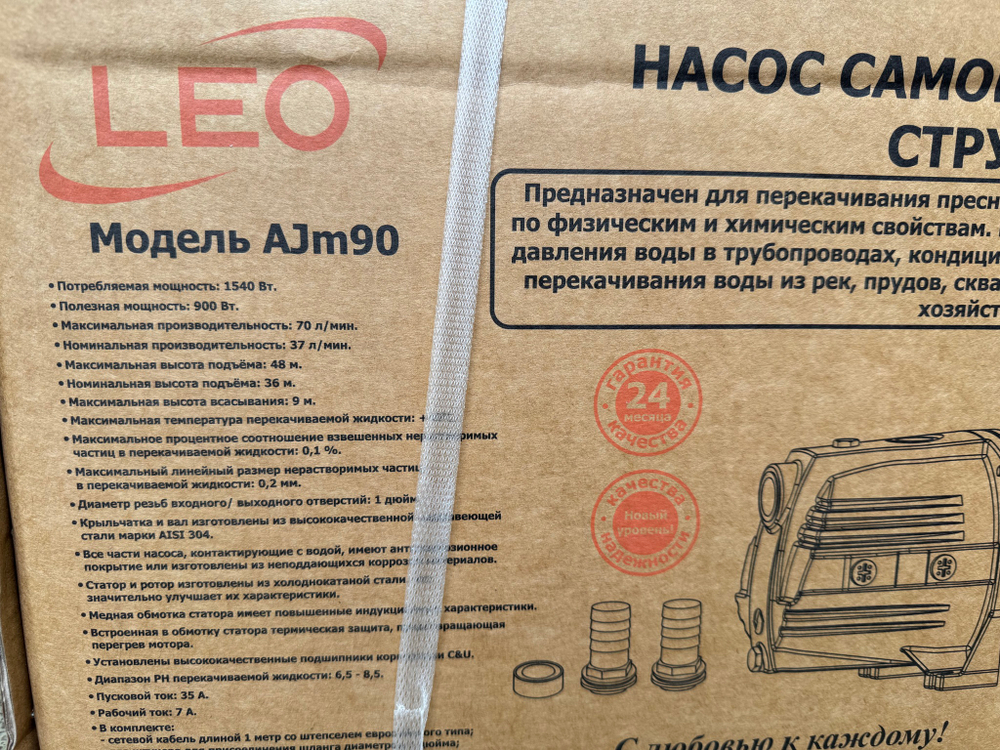 LEO
Модель AJm90
• Потребляемая мощность: 1540 Вт.
• Полезная мощность: 900 Вт.
• Максимальная производительность: 70 л/мин.
• Номинальная производительность: 37 л/мин.
• Максимальная высота подъёма: 48 м.
• Номинальная высота подъёма: 36 м.
• Максимальная высота всасывания: 9 м.
• Максимальная температура перекачиваемой жидкости:
• Максимальное процентное соотношение взвешенных нерастворимых
частиц в перекачиваемой жидкости: 0,1 %.
• Максимальный линейный размер нерастворимых частиц
в перекачиваемой жидкости: 0,2 мм.
• Диаметр резьб входного/ выходного отверстий: 1 дюйм
• Крыльчатка и вал изготовлены из высококачественной
стали марки AISI 304.
• Все части насоса, контактирующие с водой, имеют
покрытие или изготовлены из неподдающихся
• Статор и ротор изготовлены из холоднокатаной стали
значительно улучшает их характеристики.
• Медная обмотка статора имеет повышенные характеристики.
• Встроенная в обмотку статора термическая защита,
перегрев мотора.
• Установлены высококачественные подшипники C&U.
• Диапазон PH перекачиваемой жидкости: 6,5 - 8,5.
• Пусковой ток: 35 А.
• Рабочий ток: 7 А.
• В комплекте:
- сетевой кабель длиной 1 метр со штепселем типа;
НАСОС
СТРУ
Предназначен для перекачивания
по физическим и химическим свойствам.
давления воды в трубопроводах,
перекачивания воды из рек, прудов,
гарантия
24
месяца
качества
качества
Новый
уровень!
надежности
С любовью к каждому!